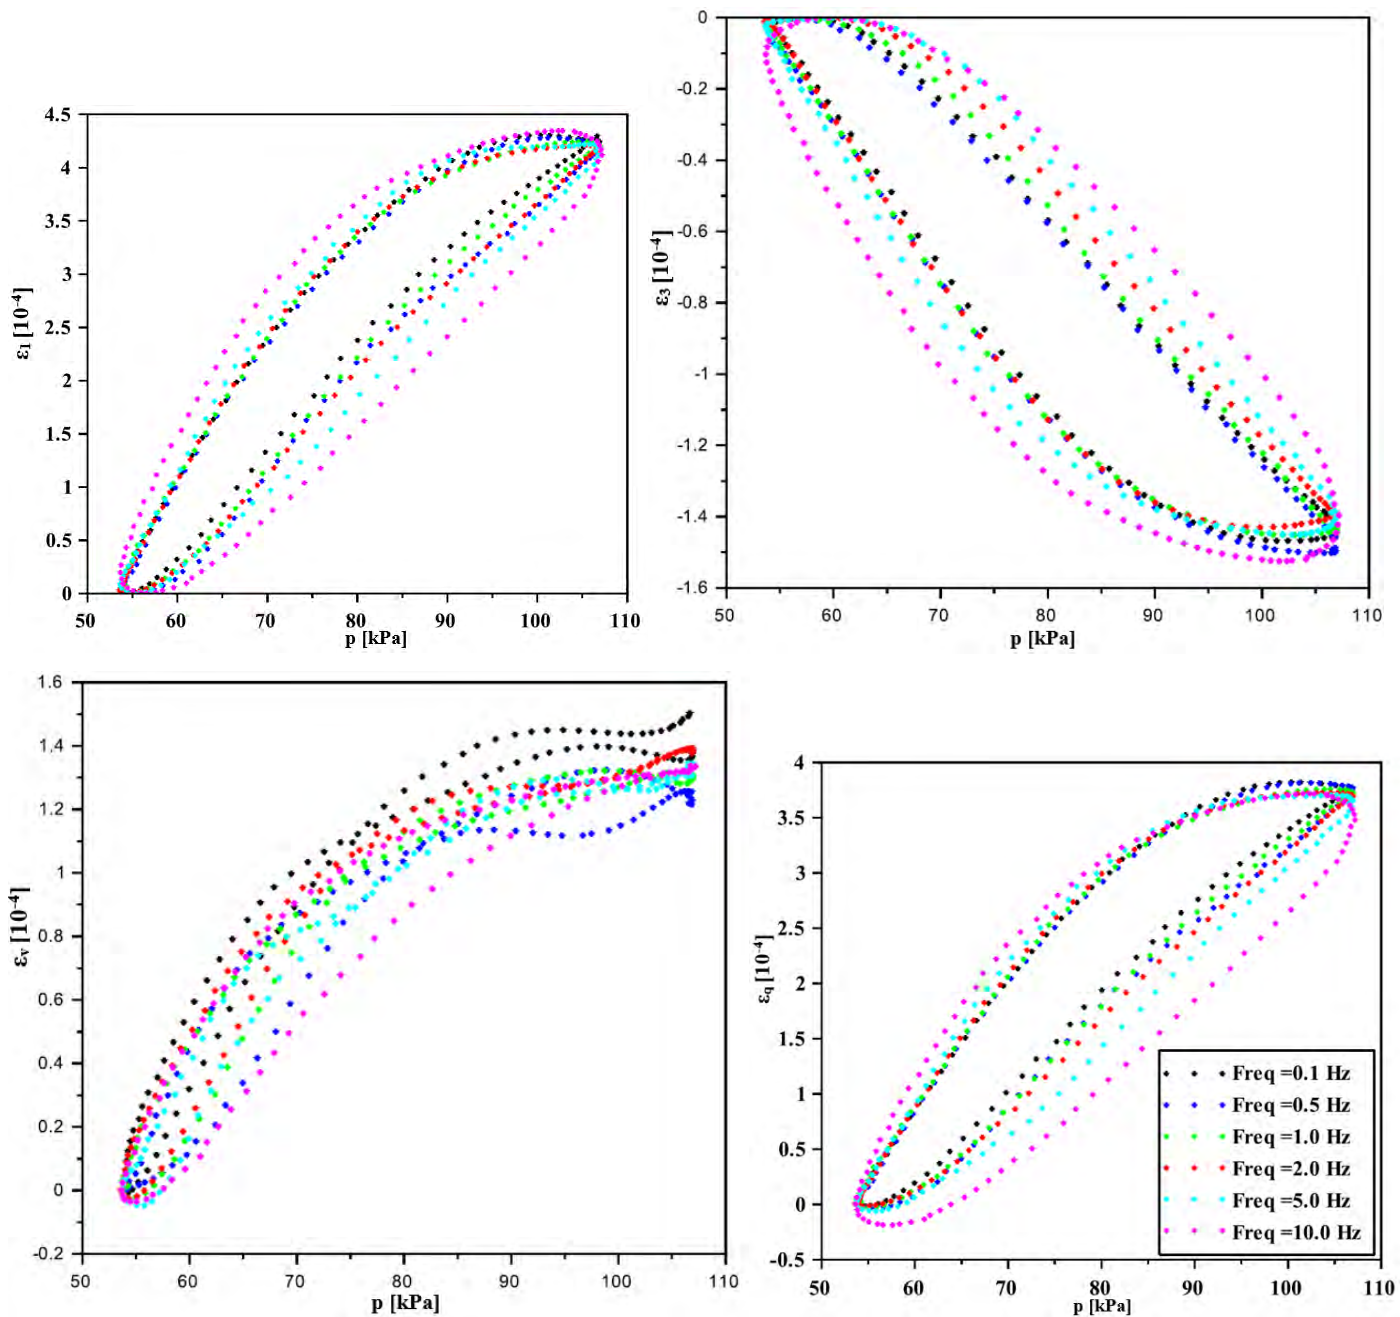 4.5
4
3.5
3
2.5
2
1.5
1
0.5
0
ε1 [10-4]
50 60 70 80 90 100 110
p [kPa]
0
-0.2
-0.4
-0.6
-0.8
-1
-1.2
-1.4
-1.6
ε3 [10-4]
50 60 70 80 90 100 110
p [kPa]
1.6
1.4
1.2
1
0.8
0.6
0.4
0.2
0
-0.2
εv [10-4]
50 60 70 80 90 100 110
p [kPa]
4
3.5
3
2.5
2
1.5
1
0.5
0
-0.5
εq [10-4]
50 60 70 80 90 100 110
p [kPa]
Freq =0.1 Hz
Freq =0.5 Hz
Freq =1.0 Hz
Freq =2.0 Hz
Freq =5.0 Hz
Freq =10.0 Hz